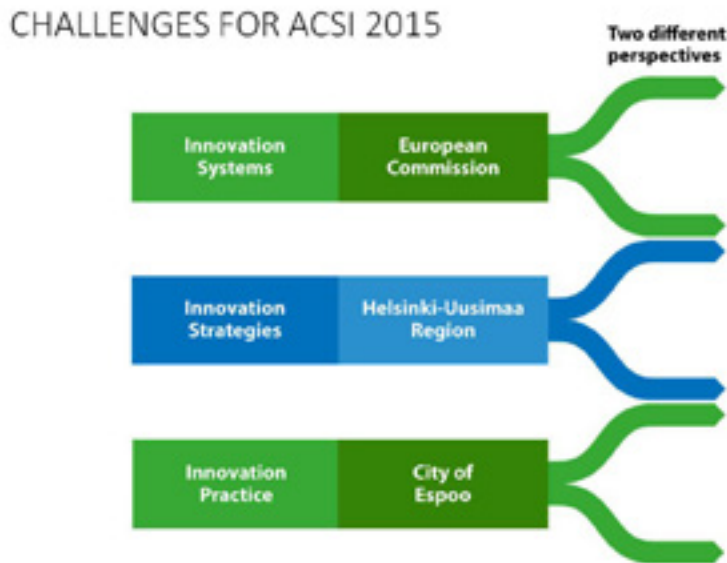 CHALLENGES FOR ACSI 2015
Two different
perspectives
Innovation
Systems
European
Commission
Innovation
Strategies
Helsinki-Uusimaa
Region
Innovation
Practice
City of
Espoo